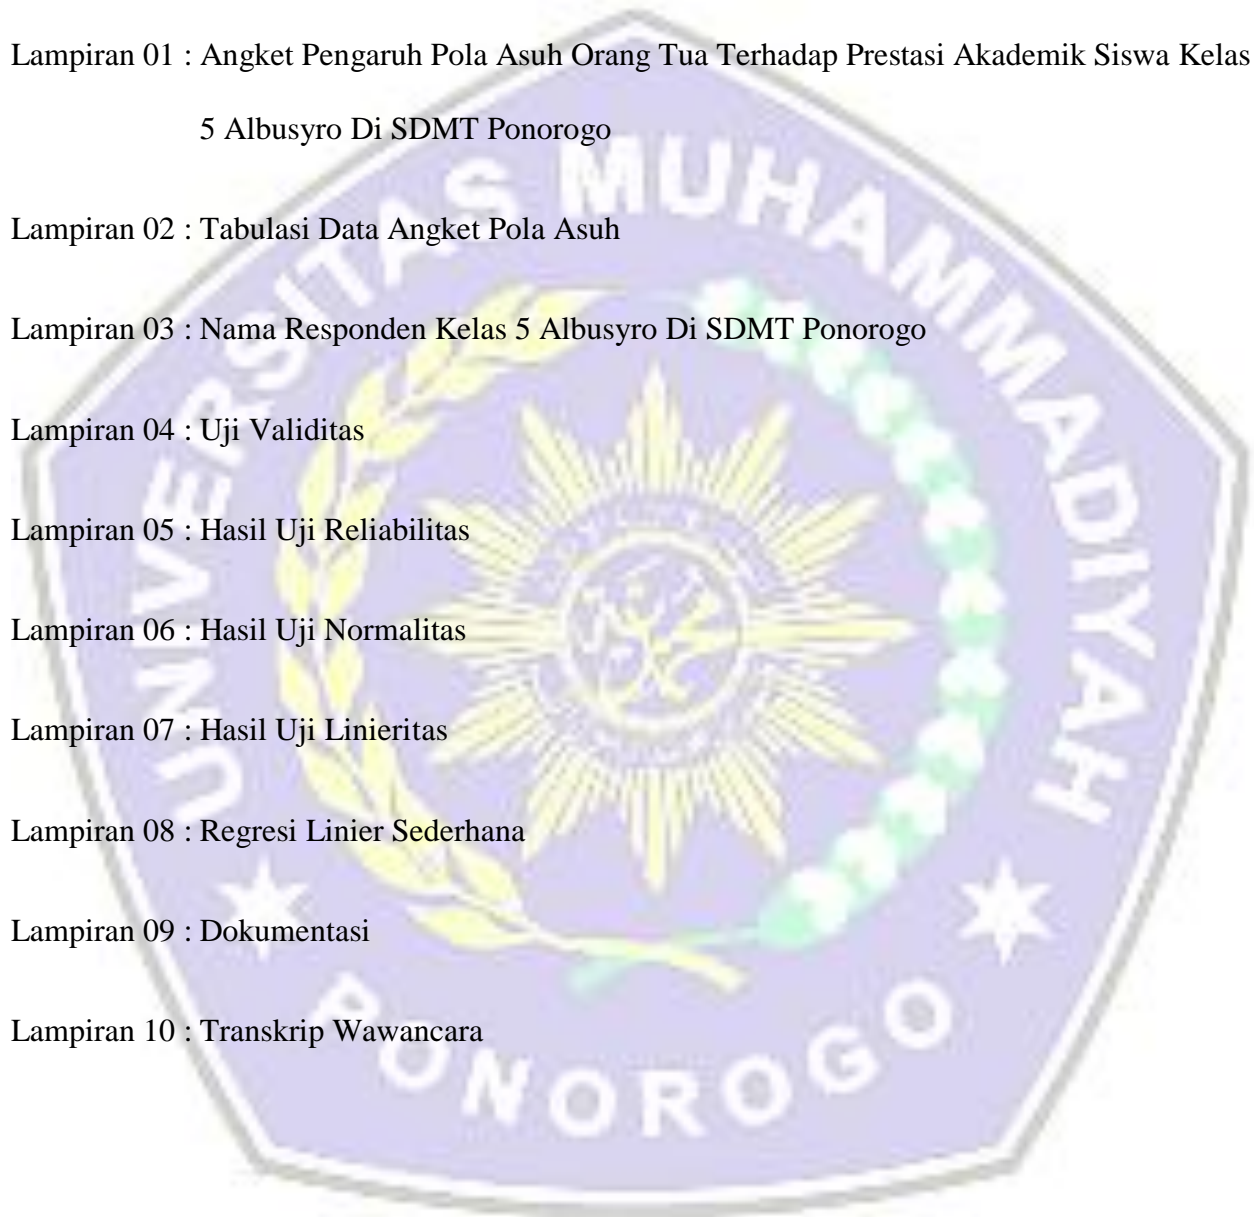 Lampiran 01 : Angket Pengaruh Pola Asuh Orang Tua Terhadap Prestasi Akademik Siswa Kelas
5 Albusyro Di SDMT Ponorogo
Lampiran 02 : Tabulasi Data Angket Pola Asuh
Lampiran 03 : Nama Responden Kelas 5 Albusyro Di SDMT Ponorogo
Lampiran 04 : Uji Validitas
Lampiran 05 : Hasil Uji Reliabilitas
Lampiran 06 : Hasil Uji Normalitas
Lampiran 07 : Hasil Uji Linieritas
Lampiran 08 : Regresi Linier Sederhana
Lampiran 09 : Dokumentasi
Lampiran 10 : Transkrip Wawancara
UNIVERSITAS MUHAMMADIYAH
PONOROGO